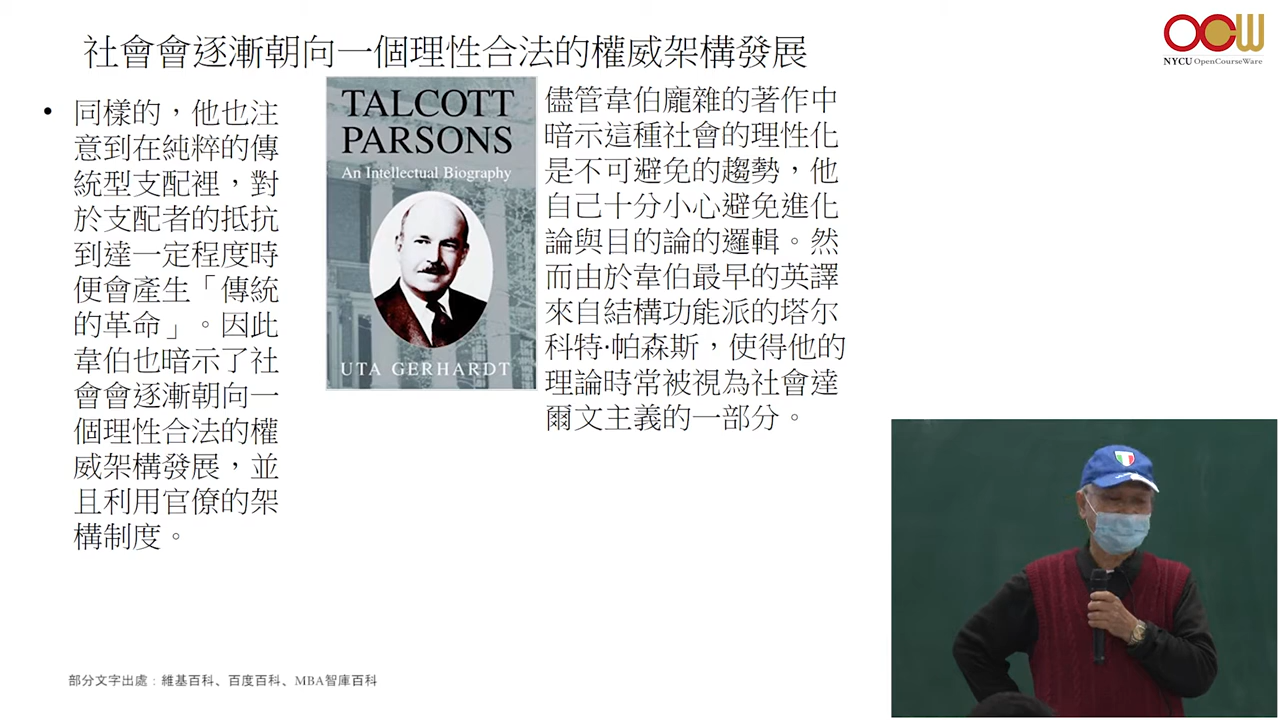 社會會逐漸朝向一個理性合法的權威架構發展
OCW
NYCU OpenCourseWare
• 同樣的，他也注
意到在純粹的傳
統型支配裡，對
於支配者的抵抗
到達一定程度時
便會產生「傳統
的革命」。因此
韋伯也暗示了社
會會逐漸朝向一
個理性合法的權
威架構發展，並
且利用官僚的架
構制度。
TALCOTT
PARSONS
An Intellectual Biography
UTA GERHARDT
儘管韋伯龐雜的著作中
暗示這種社會的理性化
是不可避免的趨勢，他
自己十分小心避免進化
論與目的論的邏輯。然
而由於韋伯最早的英譯
來自結構功能派的塔尔
科特·帕森斯，使得他的
理論時常被視為社會達
爾文主義的一部分。
部分文字出處：維基百科、百度百科、MBA智庫百科